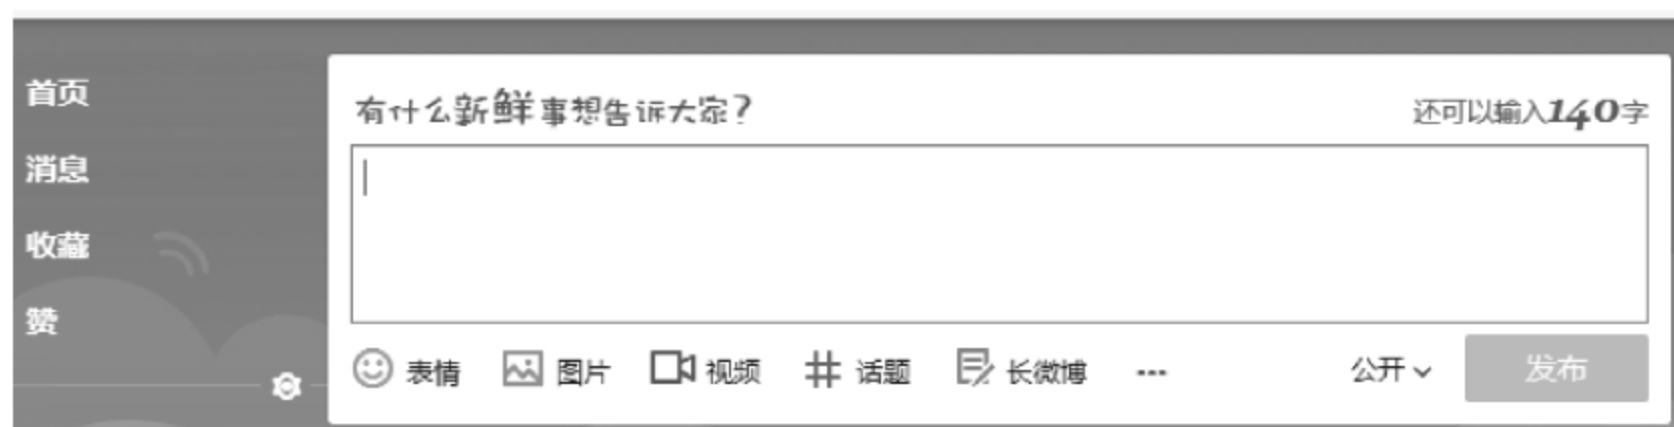 首页
消息
收藏
赞
有什么新鲜事想告诉大家?
还可以输入140字
表情 图片 视频 话题 长微博 ... 公开 发布